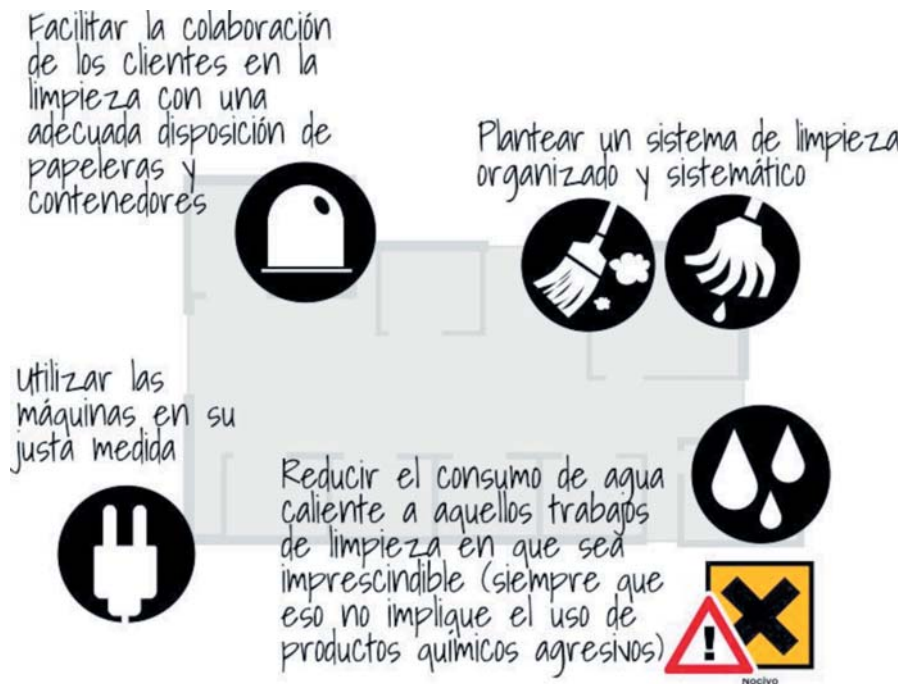 Facilitar la colaboración
de los clientes en la
limpieza con una
adecuada disposición de
papeleras y
contenedores
Plantear un sistema de limpieza
organizado y sistemático
Utilizar las
máquinas en su
justa medida
Reducir el consumo de agua
caliente a aquellos trabajos
de limpieza en que sea
imprescindible (siempre que
eso no implique el uso de
productos químicos agresivos)
!
Nocivo